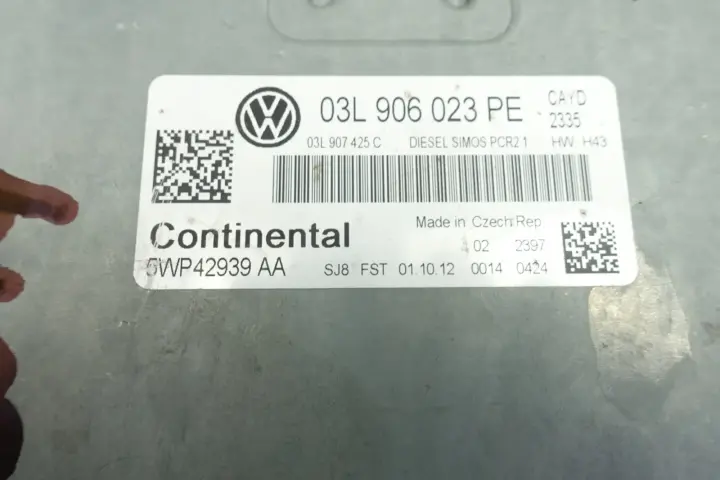 VW
03L 906 023 PE
CAYD
2335
03L 907 425 C DIESEL SIMOS PCR2 1 HW H43
Continental
Made in Czech Rep
02 2397
5WP42939 AA
SJ8 FST 01.10.12 0014 0424